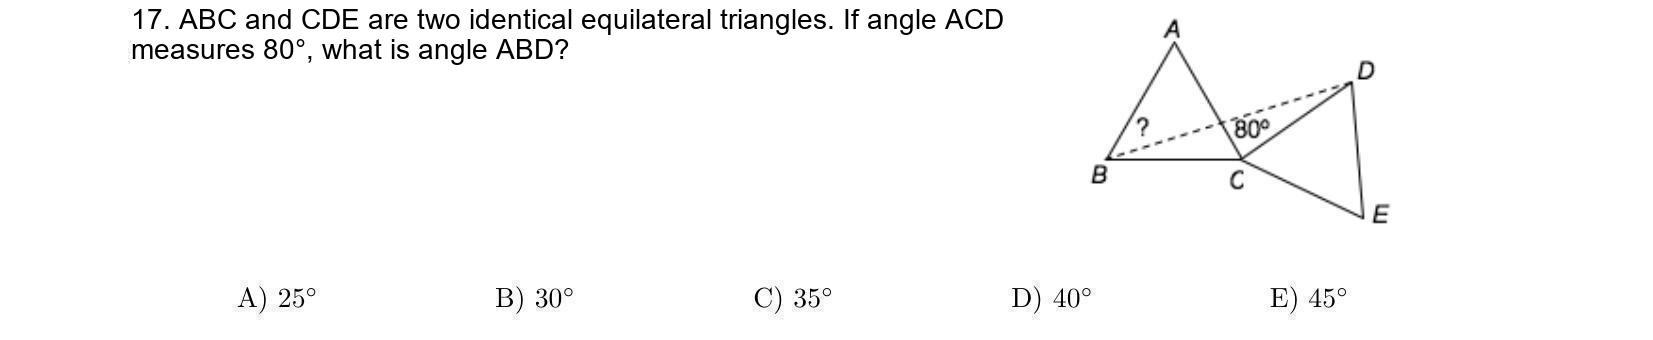 17. ABC and CDE are two identical equilateral triangles. If angle ACD
measures 80°, what is angle ABD?
A
D
?
80º
B
C
E
A) 25°
B) 30°
C) 35°
D) 40°
E) 45°